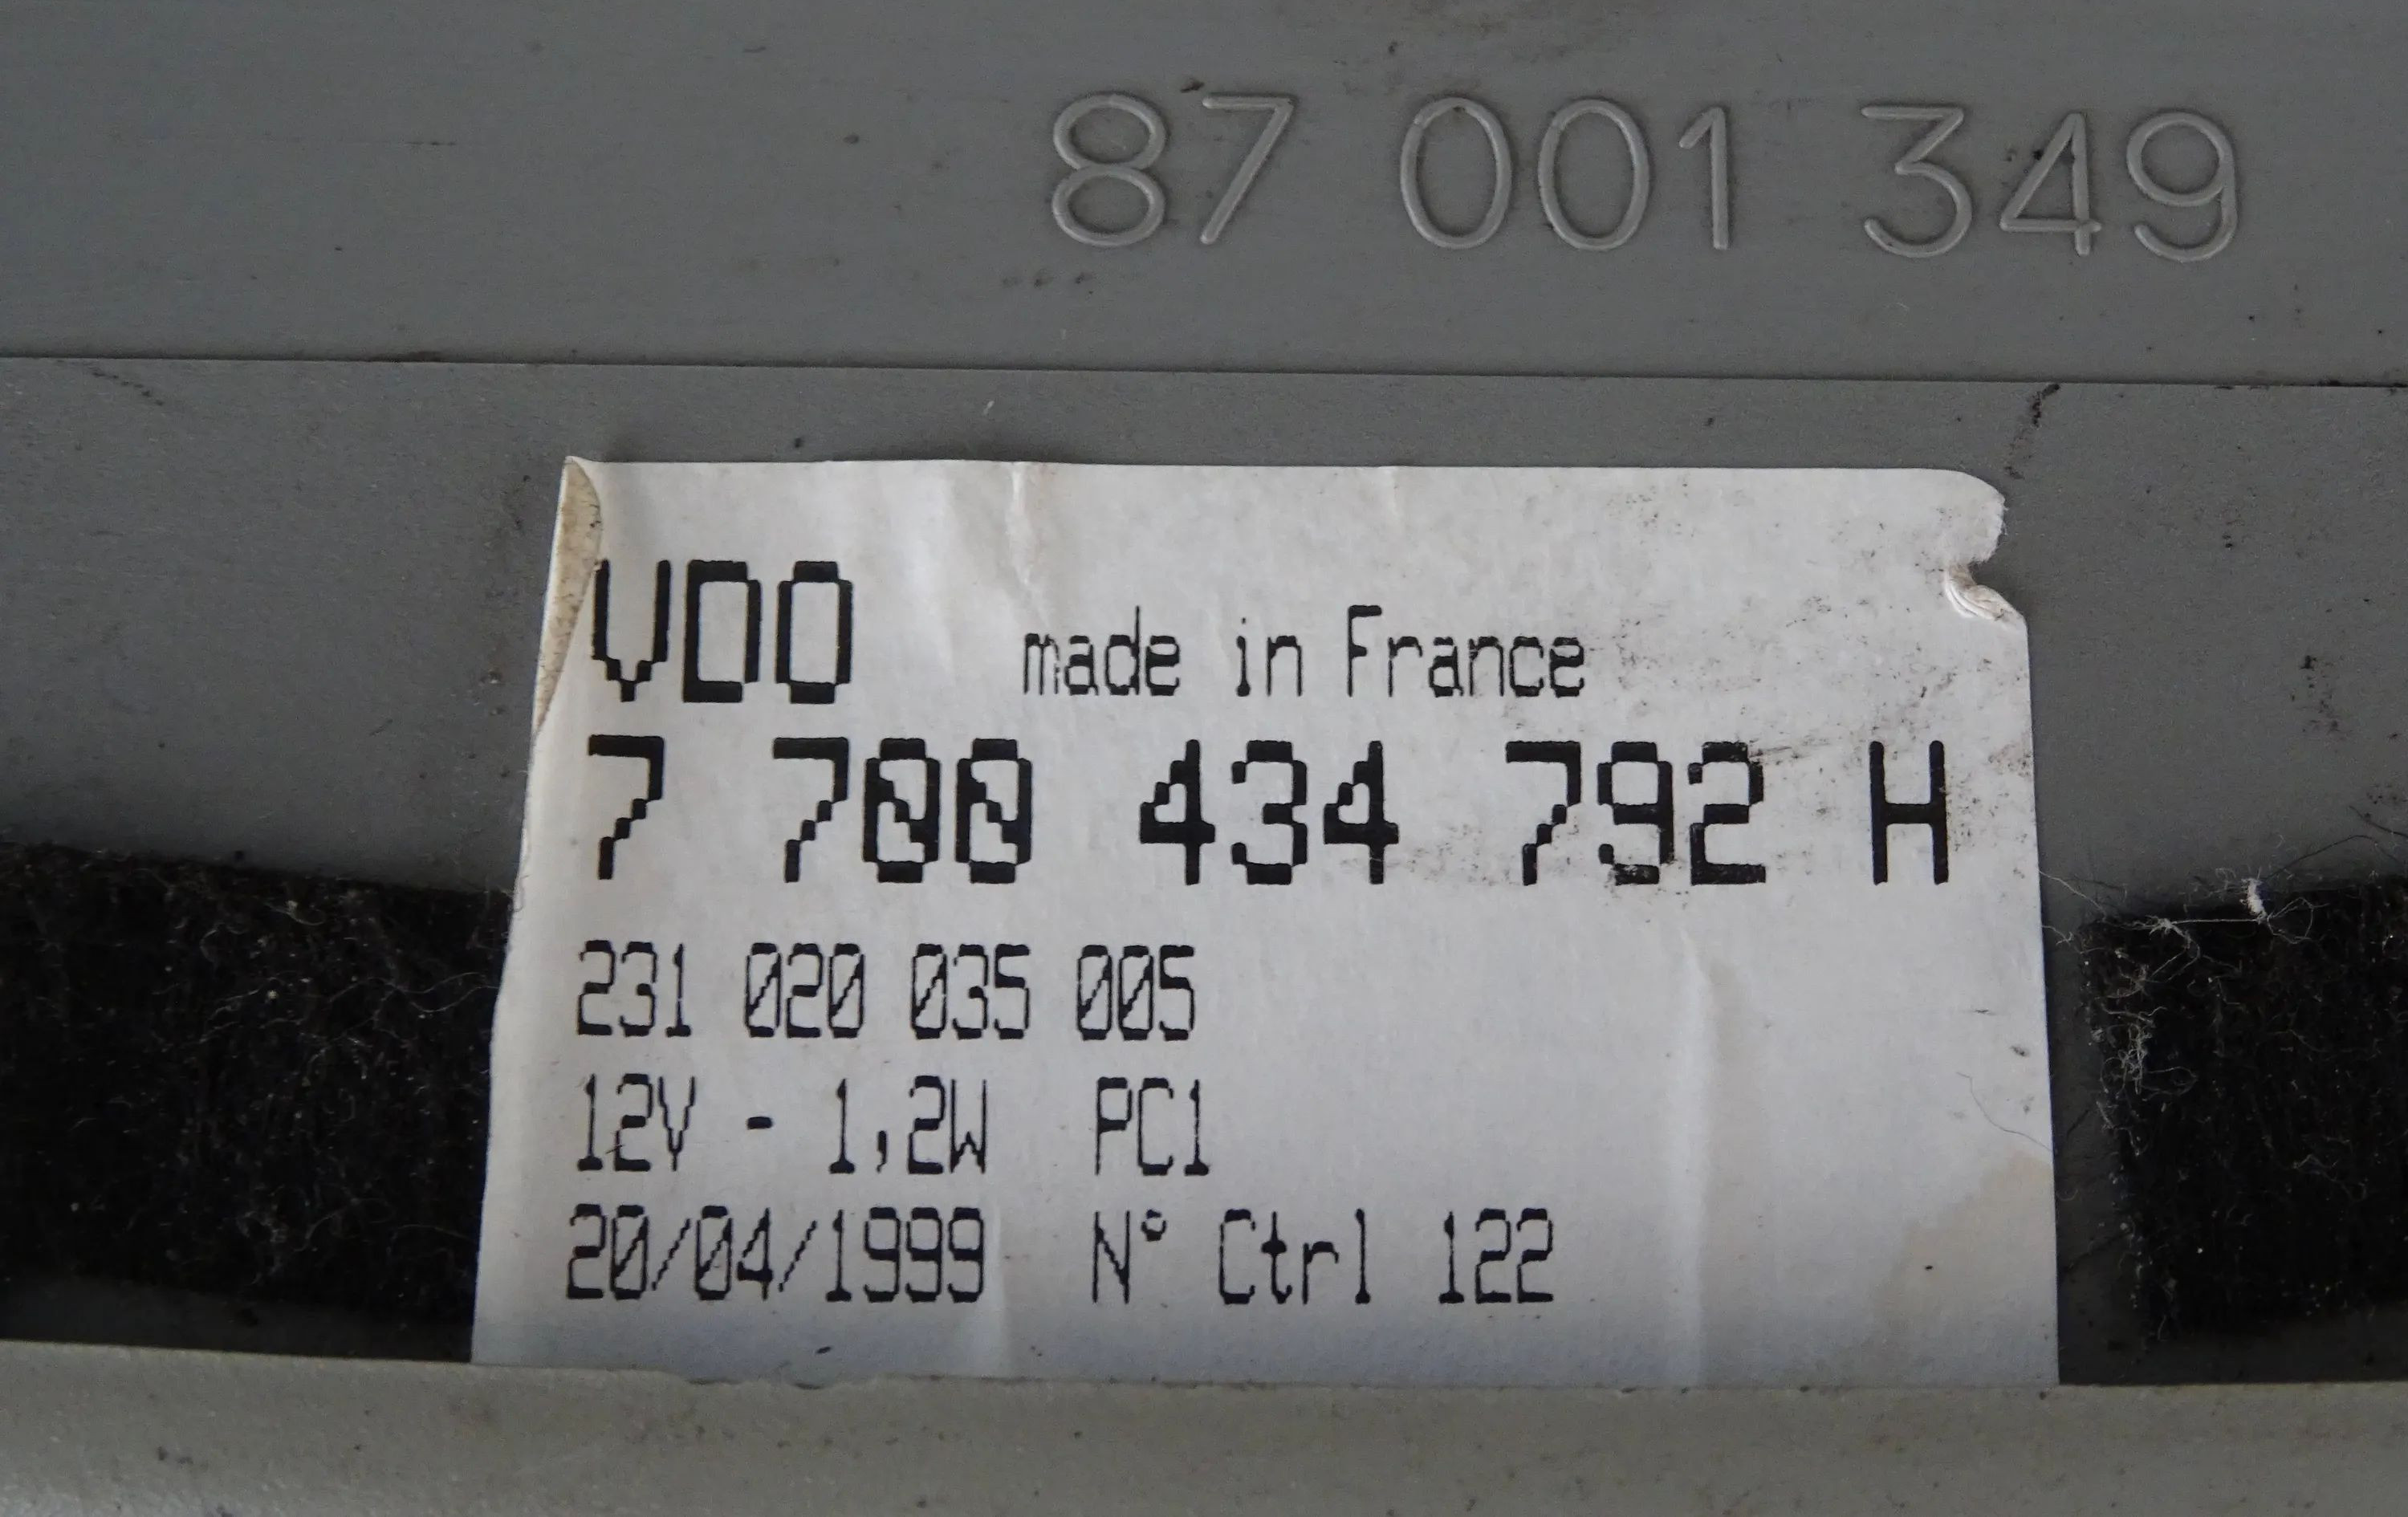 87 001 349
VDO made in France
7 700 434 792 H
231 020 035 005
12V - 1,2W PC1
20/04/1999 N° Ctrl 122